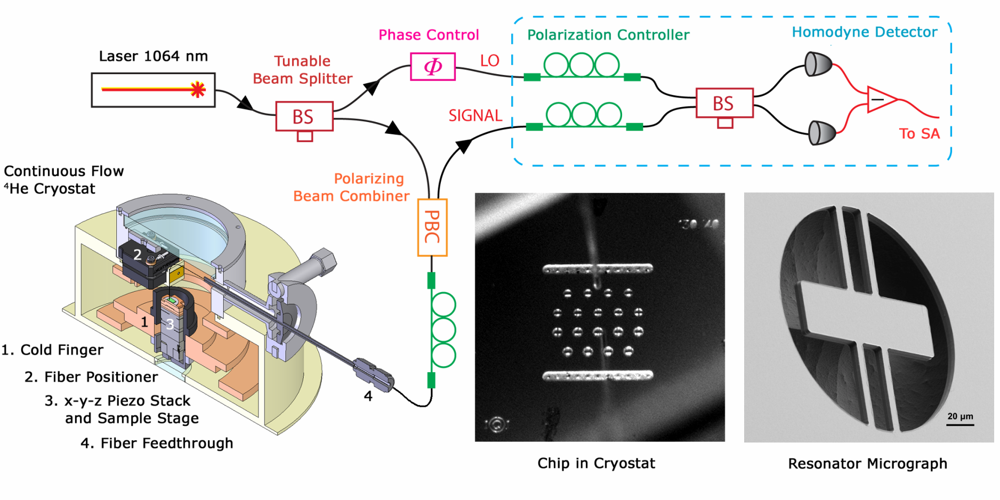 Laser 1064 nm
Tunable
Beam Splitter
BS
Phase Control
Φ
LO
SIGNAL
Polarization Controller
Homodyne Detector
BS
−
To SA
Continuous Flow
⁴He Cryostat
Polarizing
Beam Combiner
PBC
2
1
3
4
1. Cold Finger
2. Fiber Positioner
3. x-y-z Piezo Stack
and Sample Stage
4. Fiber Feedthrough
30 40
Chip in Cryostat
20 µm
Resonator Micrograph